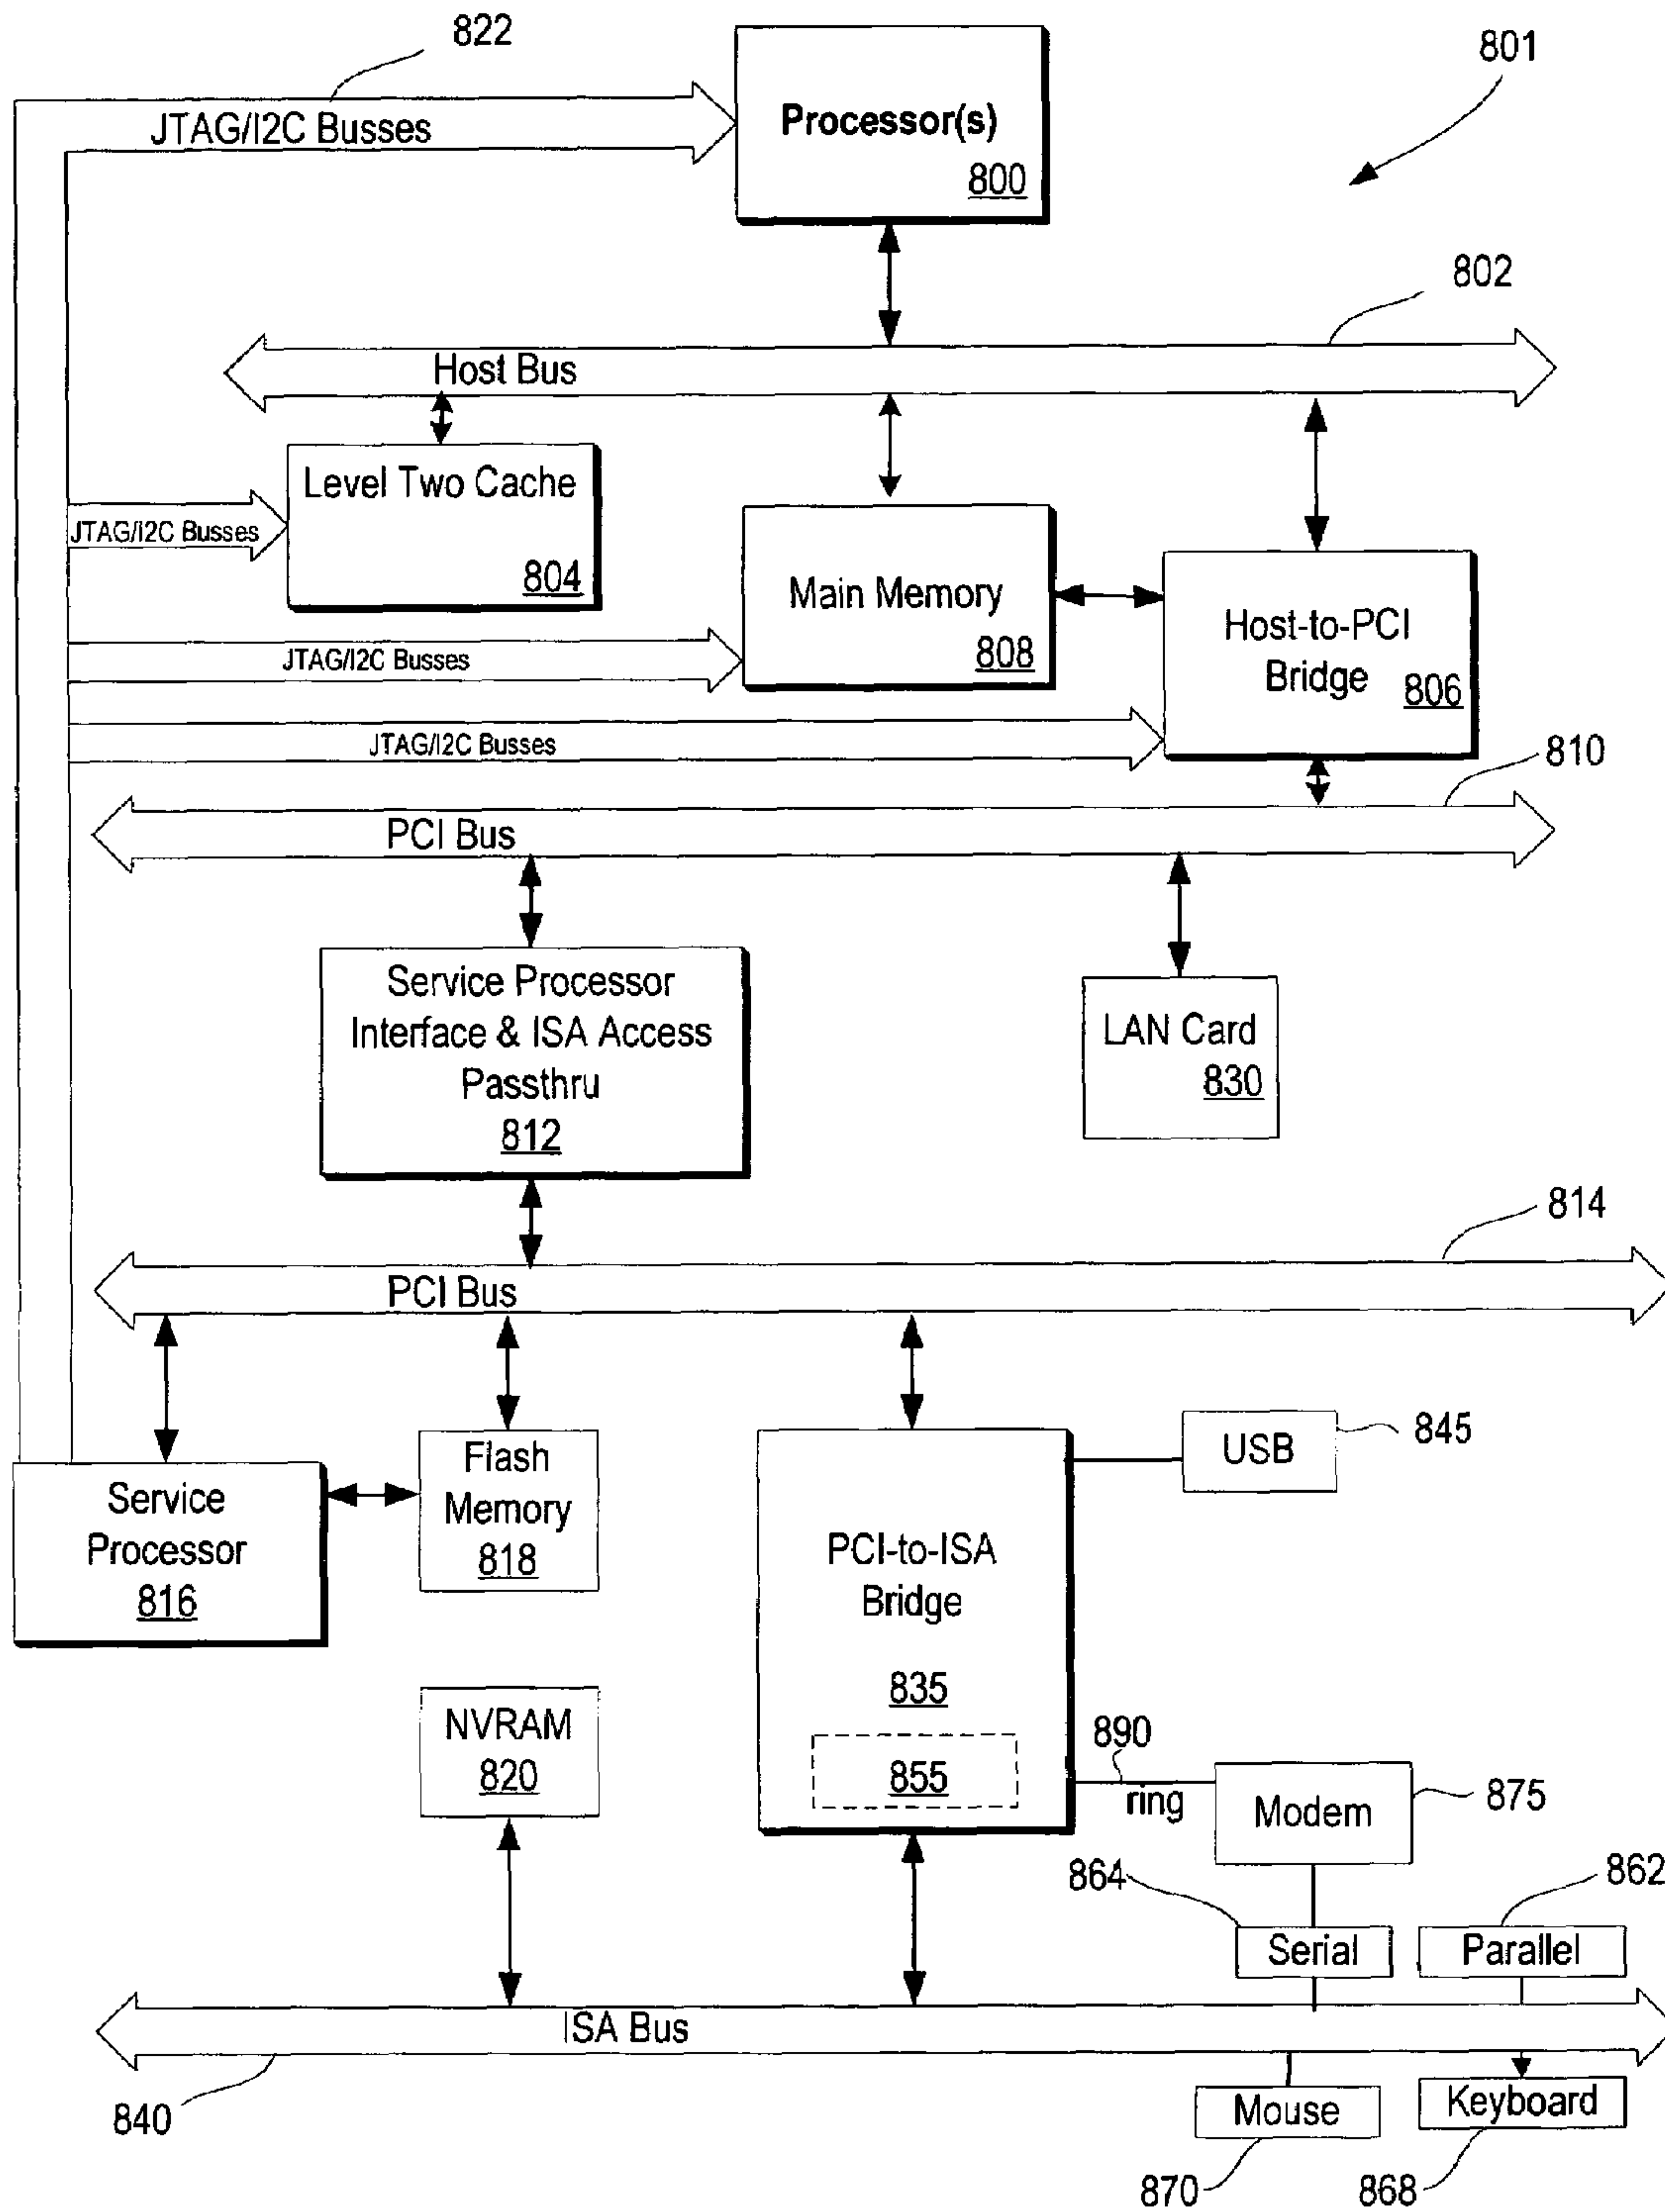 822
801
JTAG/I2C Busses
Processor(s)
800
802
Host Bus
Level Two Cache
804
JTAG/I2C Busses
Main Memory
808
Host-to-PCI
Bridge
806
JTAG/I2C Busses
JTAG/I2C Busses
810
PCI Bus
Service Processor
Interface & ISA Access
Passthru
812
LAN Card
830
814
PCI Bus
Service
Processor
816
Flash
Memory
818
PCI-to-ISA
Bridge
835
855
USB
845
NVRAM
820
890
ring
Modem
875
864
862
Serial
Parallel
ISA Bus
840
Mouse
Keyboard
870
868